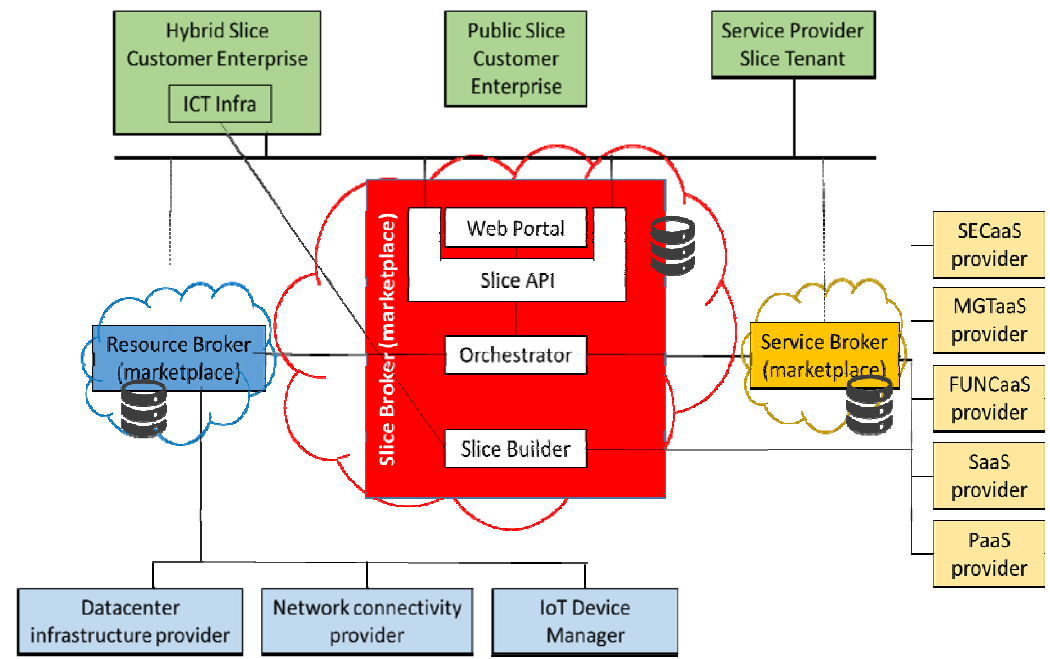 Hybrid Slice
Customer Enterprise
ICT Infra
Public Slice
Customer
Enterprise
Service Provider
Slice Tenant
Slice Broker (marketplace)
Web Portal
Slice API
Orchestrator
Slice Builder
Resource Broker
(marketplace)
Service Broker
(marketplace)
SECaaS
provider
MGTaaS
provider
FUNCaaS
provider
SaaS
provider
PaaS
provider
Datacenter
infrastructure provider
Network connectivity
provider
IoT Device
Manager